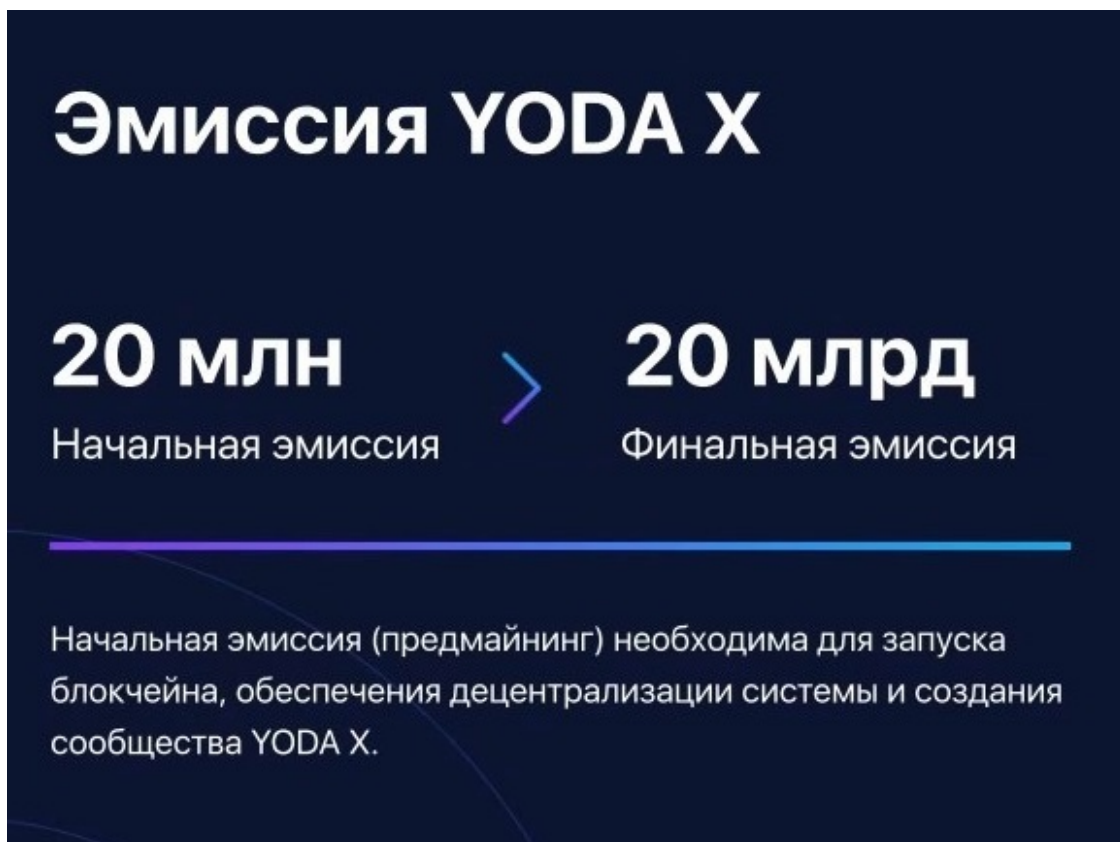 Эмиссия YODA X
20 млн
20 млрд
Начальная эмиссия
Финальная эмиссия
Начальная эмиссия (предмайнинг) необходима для запуска
блокчейна, обеспечения децентрализации системы и создания
сообщества YODA X.